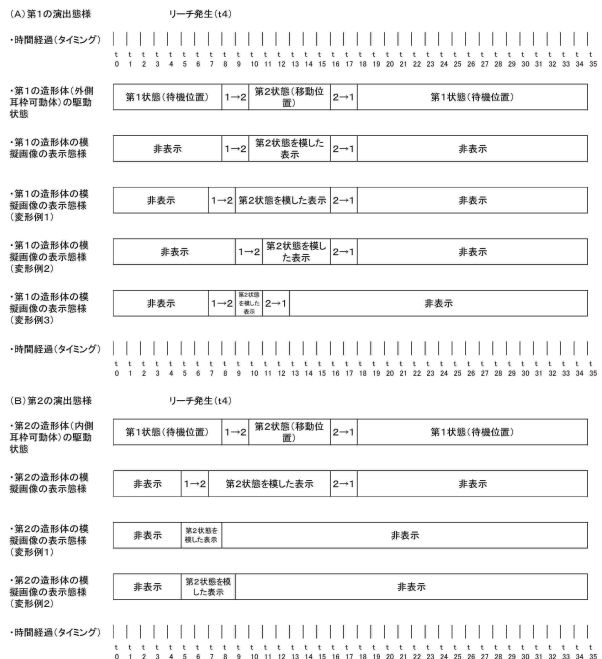 (A)第1の演出態様 リーチ発生(t4)
・時間経過(タイミング)
t t t t t t t t t t t t t t t t t t t t t t t t t t t t t t t t t t t t
0 1 2 3 4 5 6 7 8 9 10 11 12 13 14 15 16 17 18 19 20 21 22 23 24 25 26 27 28 29 30 31 32 33 34 35
・第1の造形体(外側
耳枠可動体)の駆動
状態
第1状態(待機位置) 1→2 第2状態(移動位
置) 2→1 第1状態(待機位置)
・第1の造形体の模
擬画像の表示態様
非表示 1→2 第2状態を模した
表示 2→1 非表示
・第1の造形体の模
擬画像の表示態様
(変形例1)
非表示 1→2 第2状態を模した表示 2→1 非表示
・第1の造形体の模
擬画像の表示態様
(変形例2)
非表示 1→2 第2状態を模し
た表示 2→1 非表示
・第1の造形体の模
擬画像の表示態様
(変形例3)
非表示 1→2 第2状態
を模した
表示 2→1 非表示
・時間経過(タイミング)
t t t t t t t t t t t t t t t t t t t t t t t t t t t t t t t t t t t t
0 1 2 3 4 5 6 7 8 9 10 11 12 13 14 15 16 17 18 19 20 21 22 23 24 25 26 27 28 29 30 31 32 33 34 35
(B)第2の演出態様 リーチ発生(t4)
・第2の造形体(内側
耳枠可動体)の駆動
状態
第1状態(待機位置) 1→2 第2状態(移動位
置) 2→1 第1状態(待機位置)
・第2の造形体の模
擬画像の表示態様
非表示 1→2 第2状態を模した表示 2→1 非表示
・第2の造形体の模
擬画像の表示態様
(変形例1)
非表示 第2状態を
模した表示 非表示
・第2の造形体の模
擬画像の表示態様
(変形例2)
非表示 第2状態を模
した表示 非表示
・時間経過(タイミング)
t t t t t t t t t t t t t t t t t t t t t t t t t t t t t t t t t t t t
0 1 2 3 4 5 6 7 8 9 10 11 12 13 14 15 16 17 18 19 20 21 22 23 24 25 26 27 28 29 30 31 32 33 34 35